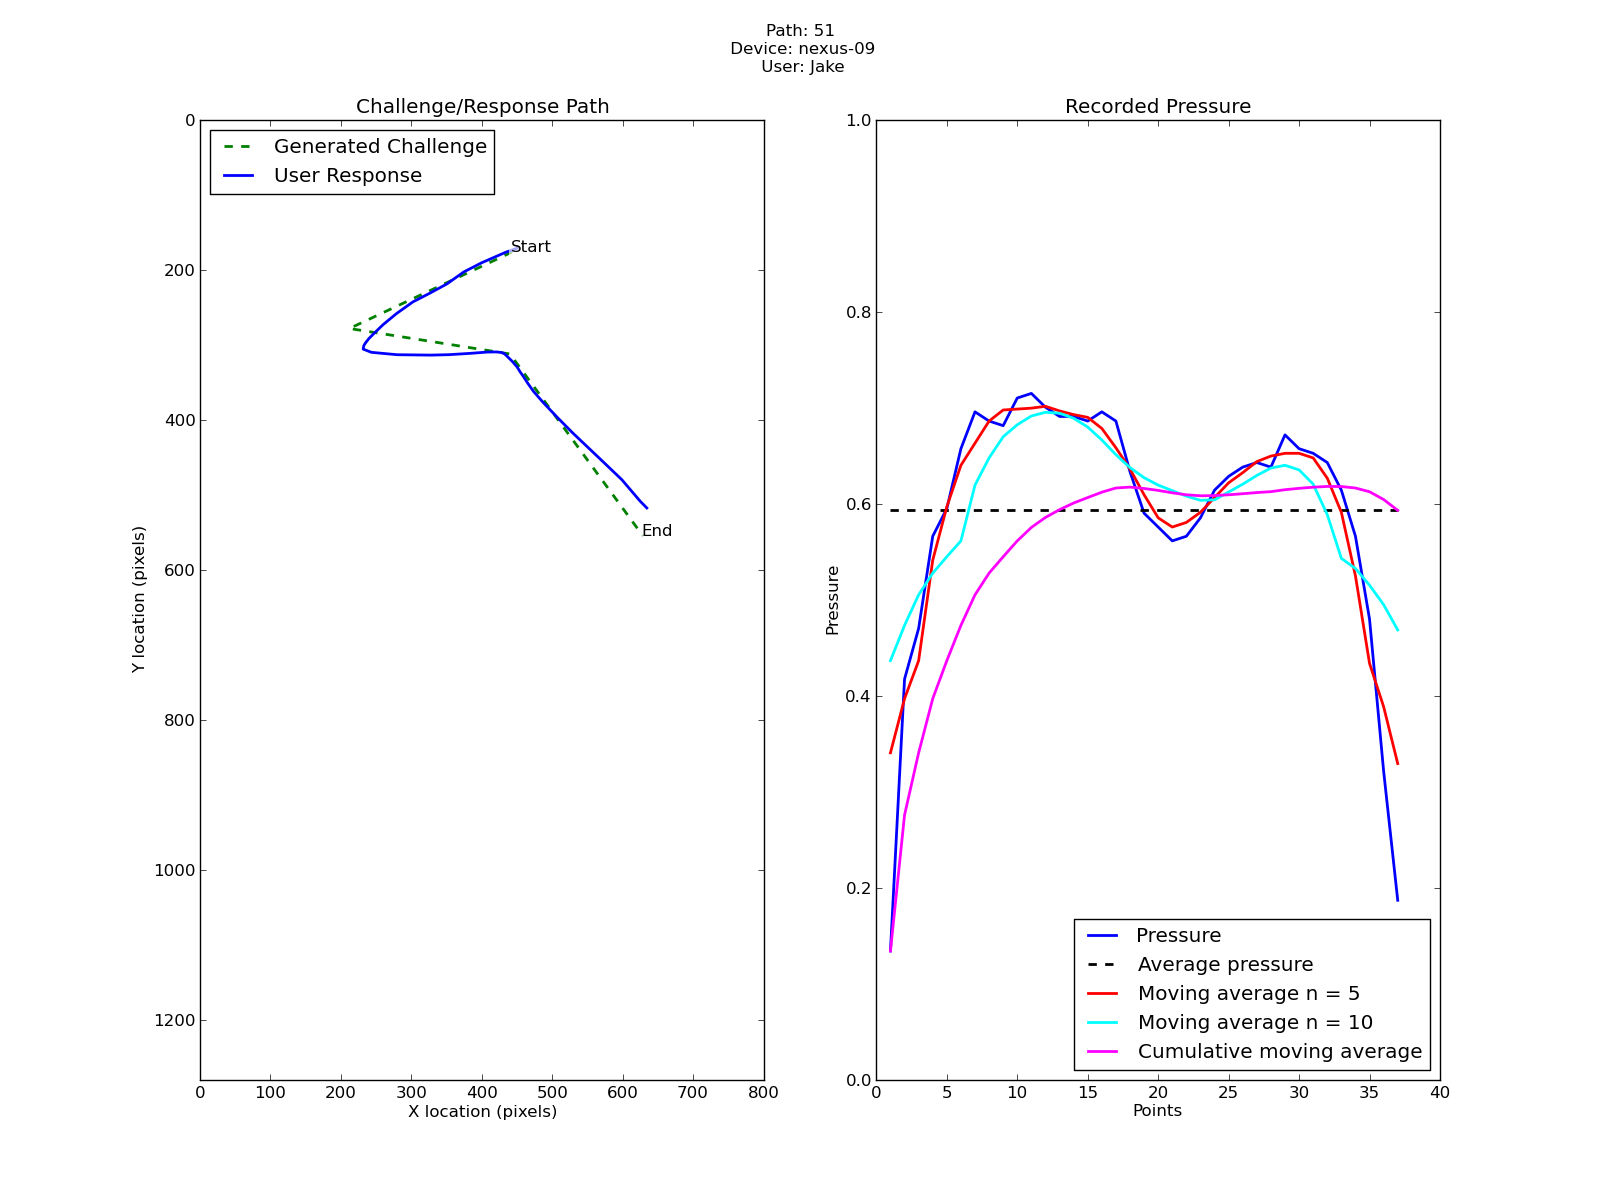 Path: 51
Device: nexus-09
User: Jake
Challenge/Response Path
Generated Challenge
User Response
Start
End
0
200
400
600
800
1000
1200
Y location (pixels)
0 100 200 300 400 500 600 700 800
X location (pixels)
Recorded Pressure
1.0
0.8
0.6
0.4
0.2
0.0
Pressure
Pressure
Average pressure
Moving average n = 5
Moving average n = 10
Cumulative moving average
0 5 10 15 20 25 30 35 40
Points